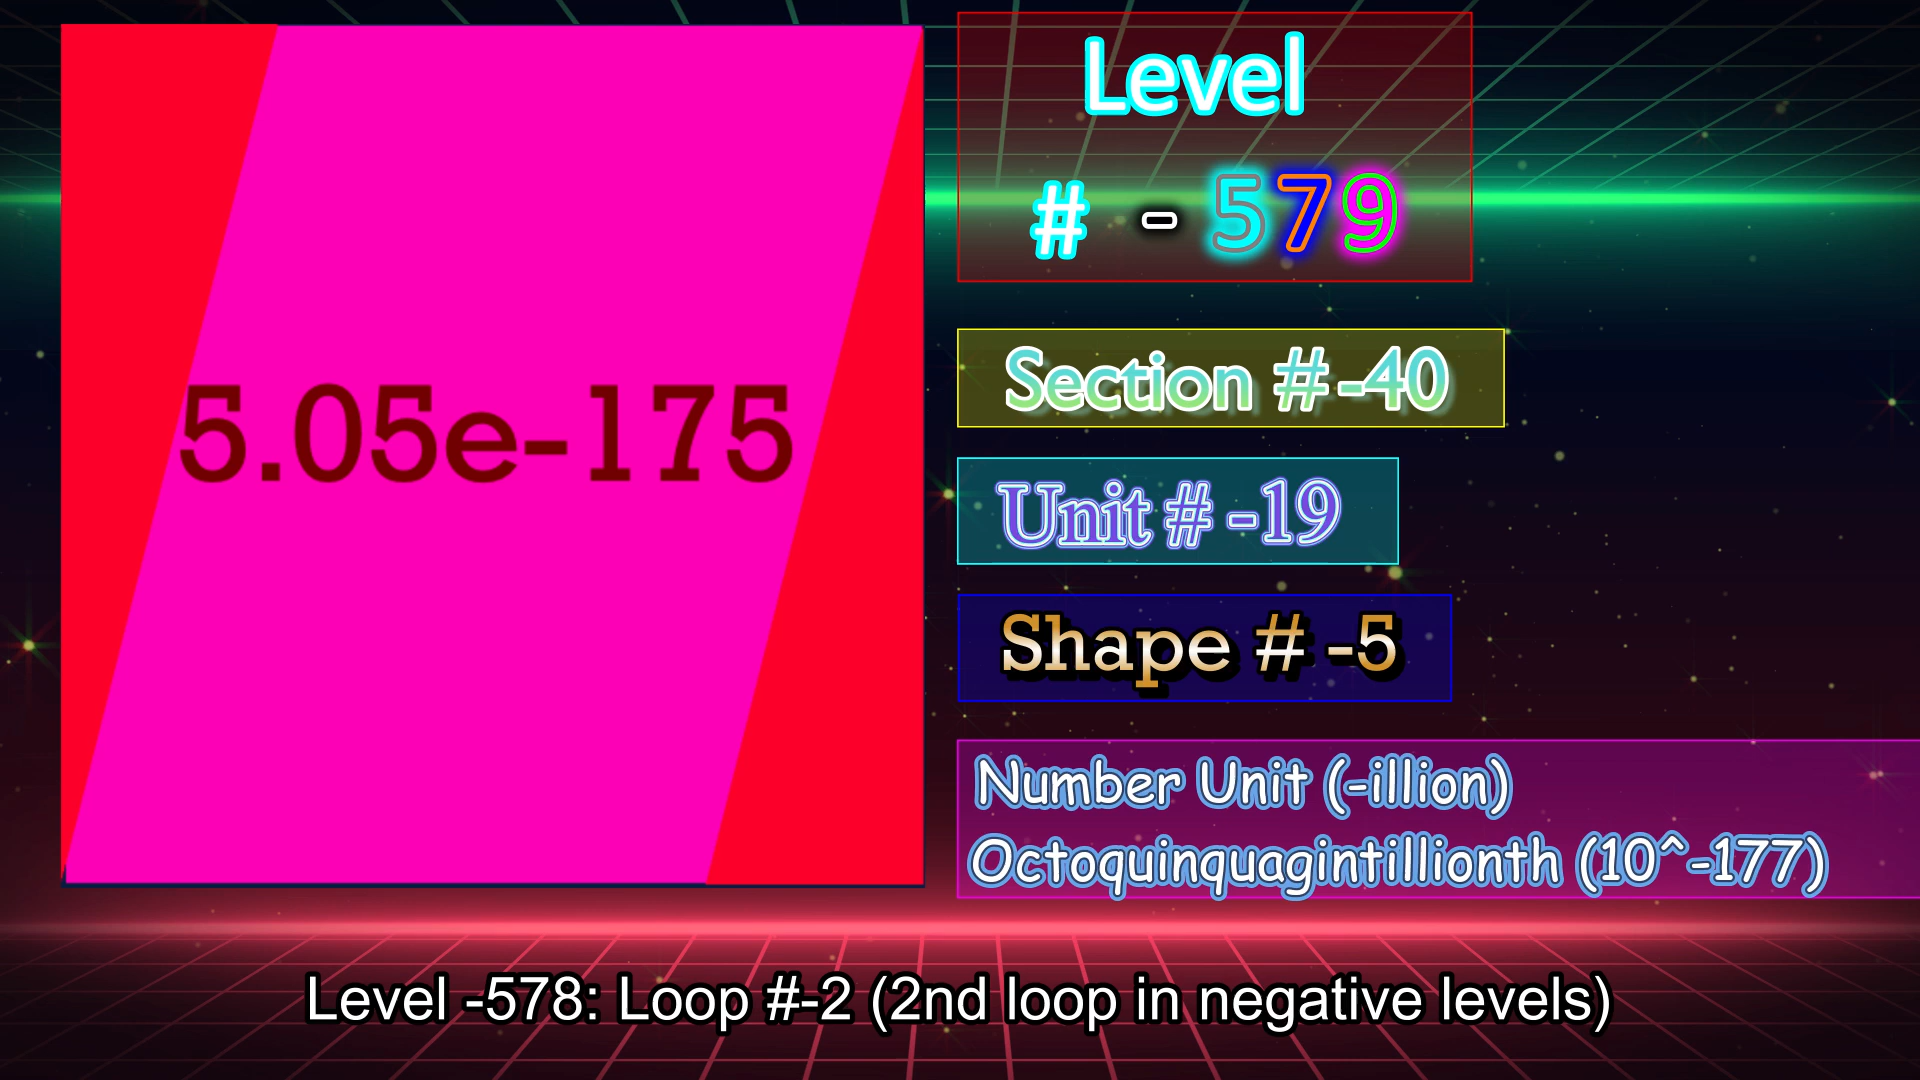 5.05e-175
Level
# -579
Section #-40
Unit # -19
Shape # -5
Number Unit (-illion)
Octoquinquagintillionth (10^-177)
Level -578: Loop #-2 (2nd loop in negative levels)